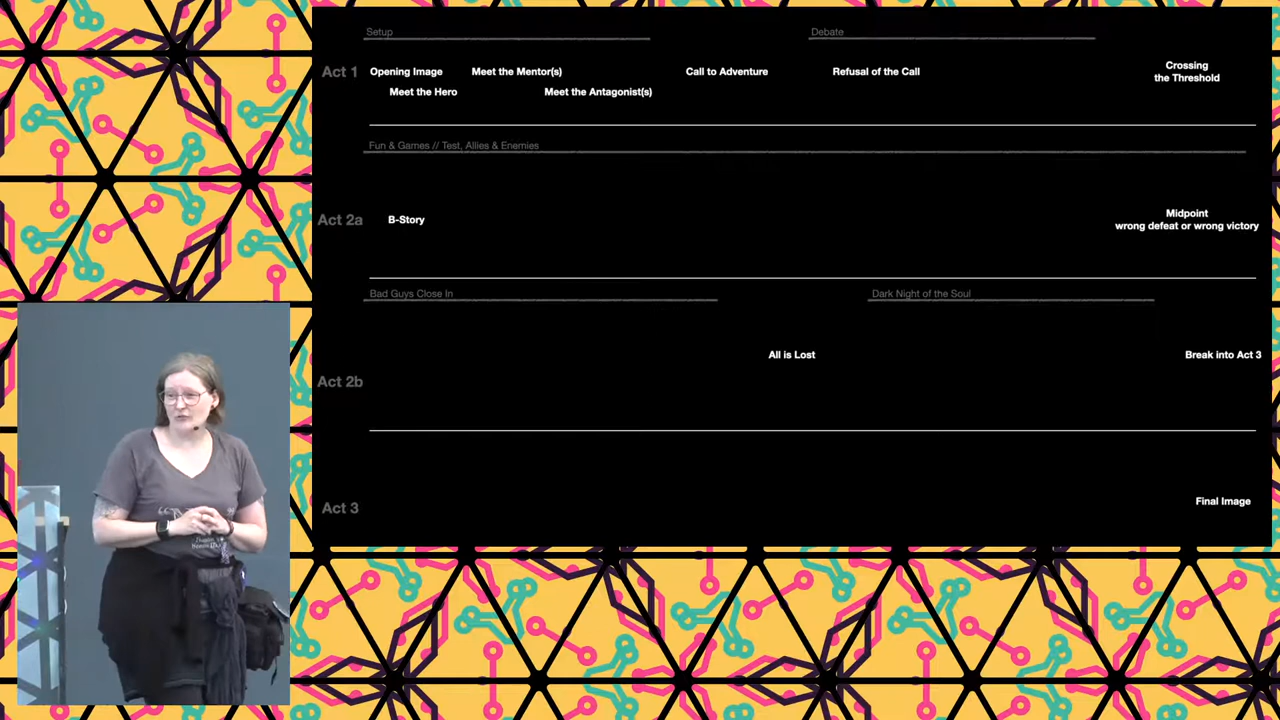 Setup
Debate
Act 1
Opening Image
Meet the Mentor(s)
Call to Adventure
Refusal of the Call
Crossing
the Threshold
Meet the Hero
Meet the Antagonist(s)
Fun & Games // Test, Allies & Enemies
Act 2a
B-Story
Midpoint
wrong defeat or wrong victory
Bad Guys Close In
Dark Night of the Soul
All is Lost
Break into Act 3
Act 2b
Final Image
Act 3